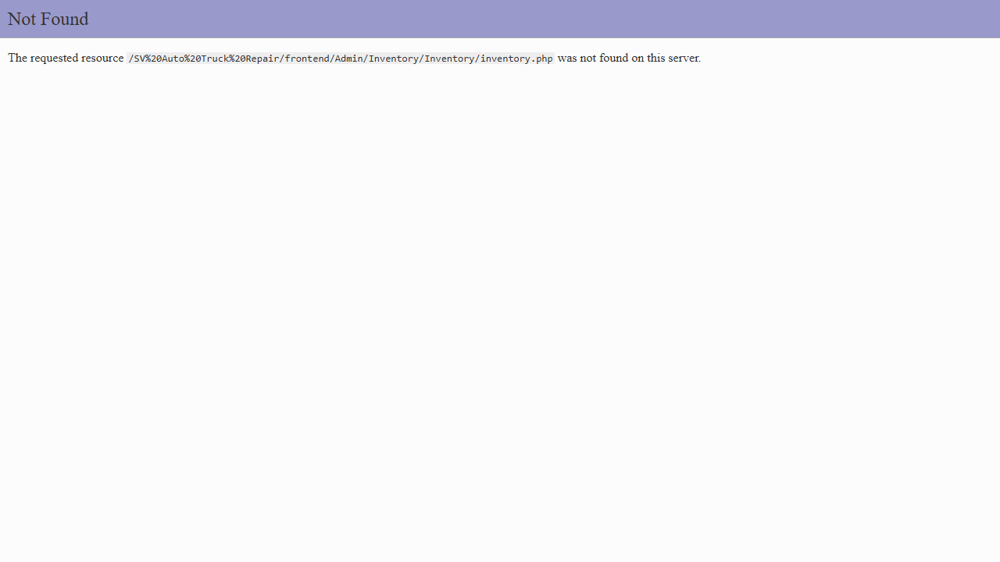 Not Found
The requested resource /SV%20Auto%20Truck%20Repair/frontend/Admin/Inventory/Inventory/inventory.php was not found on this server.